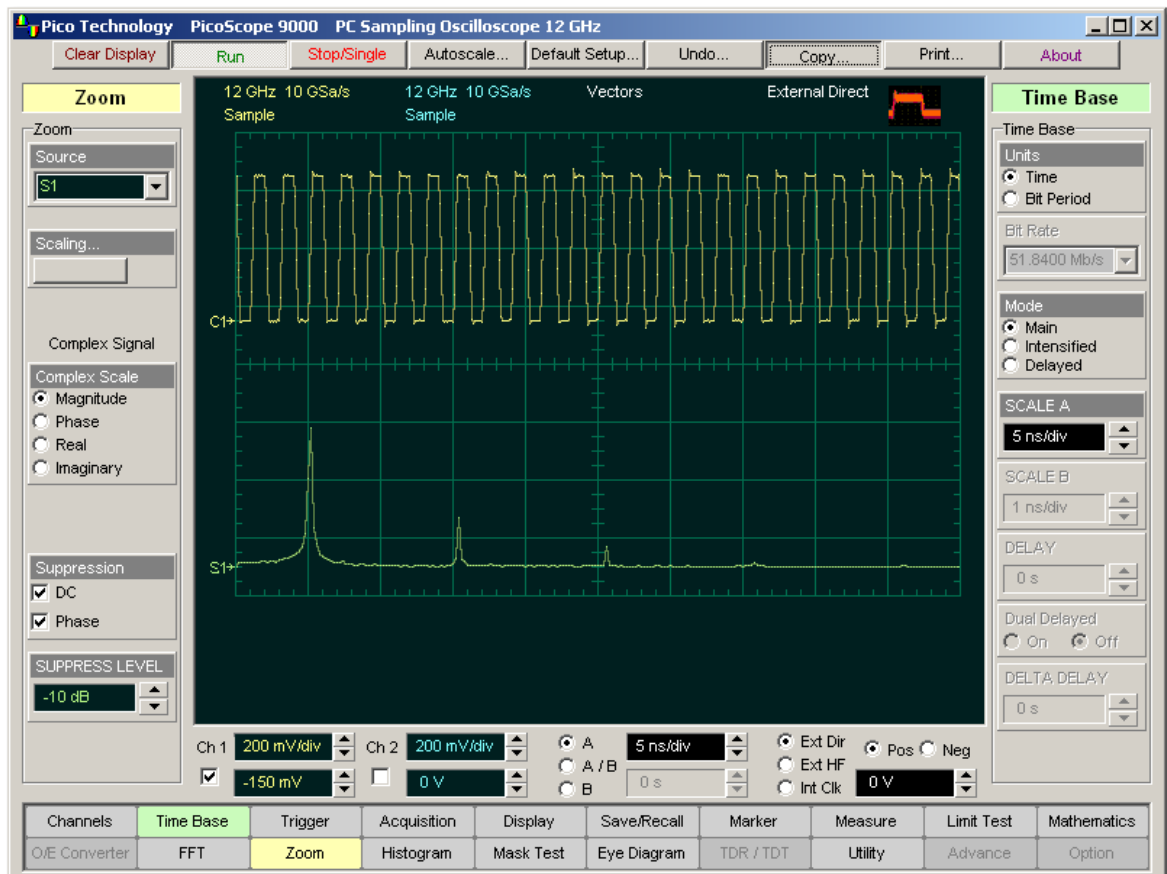 Pico Technology PicoScope 9000 PC Sampling Oscilloscope 12 GHz
Clear Display Run Stop/Single Autoscale... Default Setup... Undo... Copy... Print... About
Zoom
Zoom
Source
S1
Scaling...
Complex Signal
Complex Scale
Magnitude
Phase
Real
Imaginary
Suppression
DC
Phase
SUPPRESS LEVEL
-10 dB
12 GHz 10 GSa/s 12 GHz 10 GSa/s Vectors External Direct
Sample Sample
C1
S1
Time Base
Time Base
Units
Time
Bit Period
Bit Rate
51.8400 Mb/s
Mode
Main
Intensified
Delayed
SCALE A
5 ns/div
SCALE B
1 ns/div
DELAY
0 s
Dual Delayed
On Off
DELTA DELAY
0 s
Ch 1 200 mV/div Ch 2 200 mV/div A 5 ns/div Ext Dir Pos Neg
A / B Ext HF
-150 mV 0 V B 0 s Int Clk 0 V
Channels Time Base Trigger Acquisition Display Save/Recall Marker Measure Limit Test Mathematics
O/E Converter FFT Zoom Histogram Mask Test Eye Diagram TDR / TDT Utility Advance Option